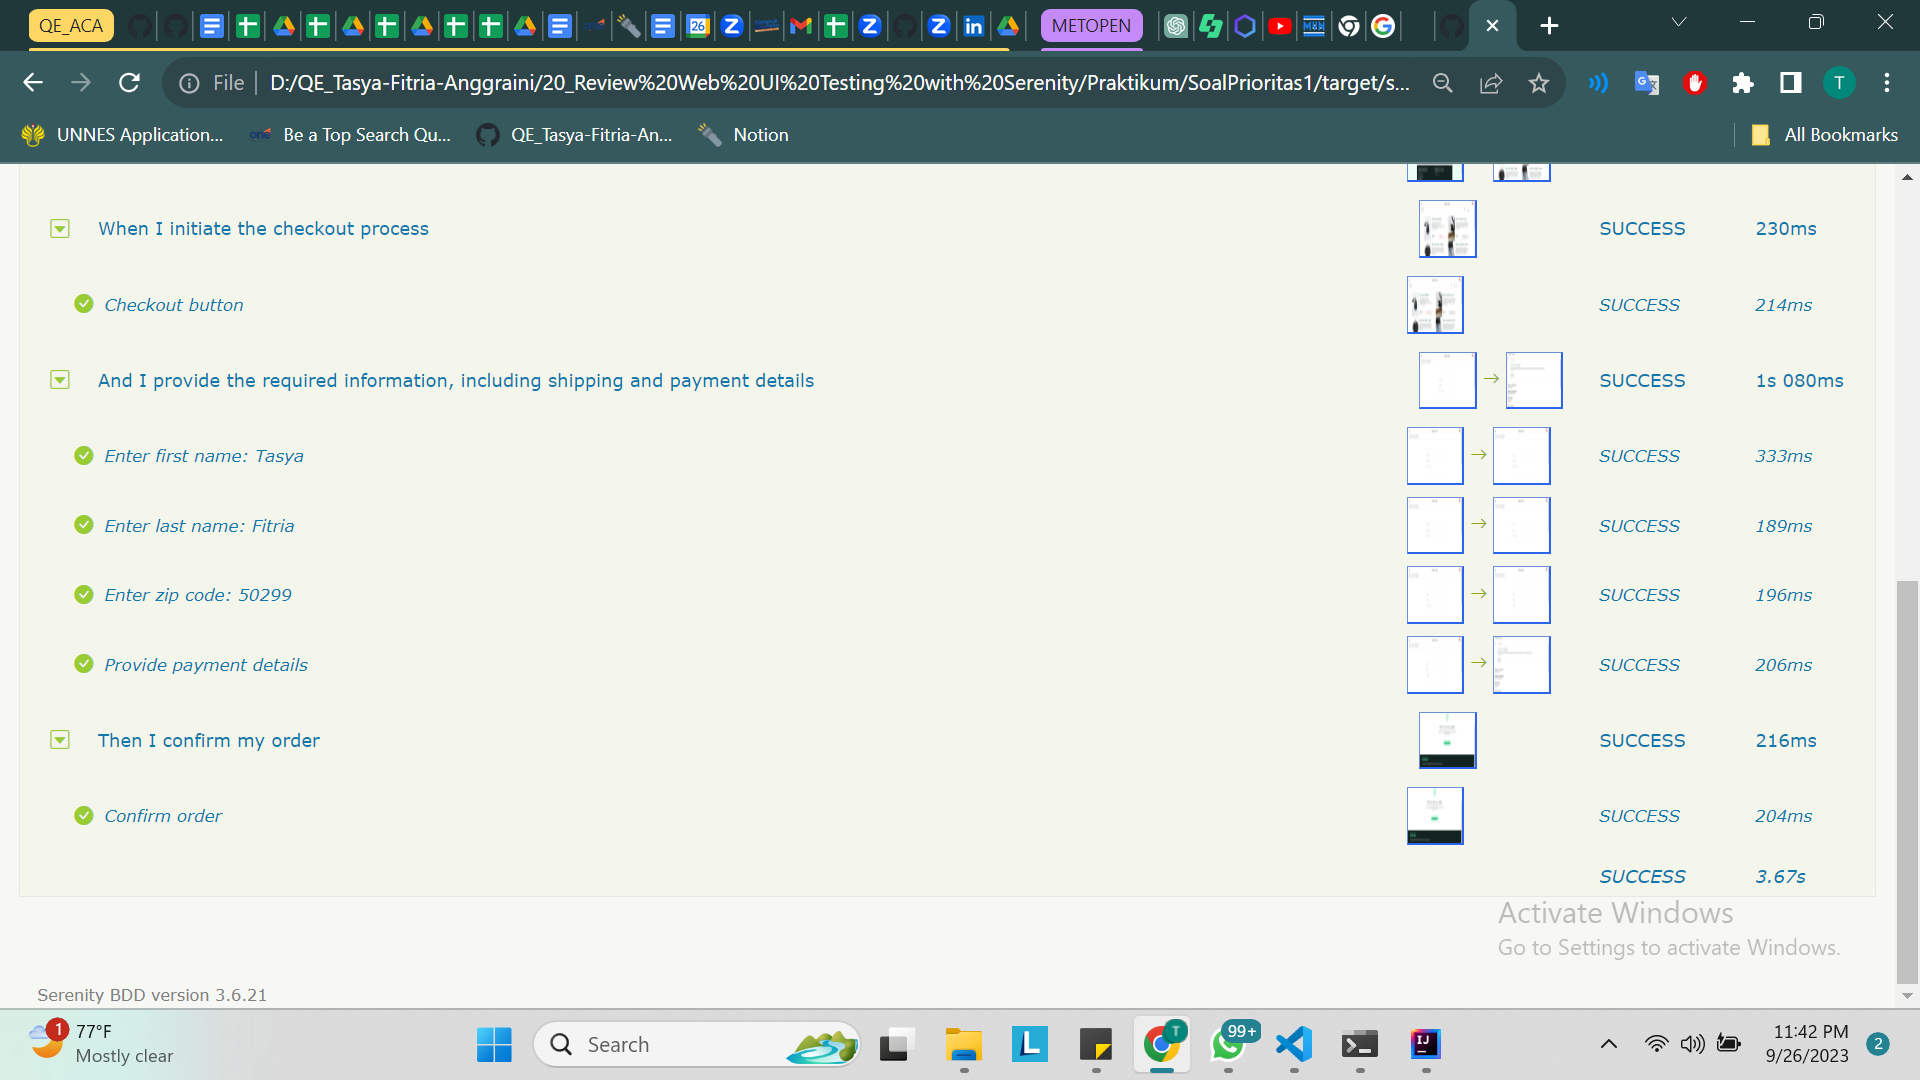 QE_ACA
METOPEN
File
D:/QE_Tasya-Fitria-Anggraini/20_Review%20Web%20UI%20Testing%20with%20Serenity/Praktikum/SoalPrioritas1/target/s...
T
UNNES Application...
Be a Top Search Qu...
QE_Tasya-Fitria-An...
Notion
All Bookmarks
When I initiate the checkout process SUCCESS 230ms
Checkout button SUCCESS 214ms
And I provide the required information, including shipping and payment details SUCCESS 1s 080ms
Enter first name: Tasya SUCCESS 333ms
Enter last name: Fitria SUCCESS 189ms
Enter zip code: 50299 SUCCESS 196ms
Provide payment details SUCCESS 206ms
Then I confirm my order SUCCESS 216ms
Confirm order SUCCESS 204ms
SUCCESS 3.67s
Activate Windows
Go to Settings to activate Windows.
Serenity BDD version 3.6.21
1
77°F
Mostly clear
Search
L
T
99+
IJ
11:42 PM
9/26/2023
2